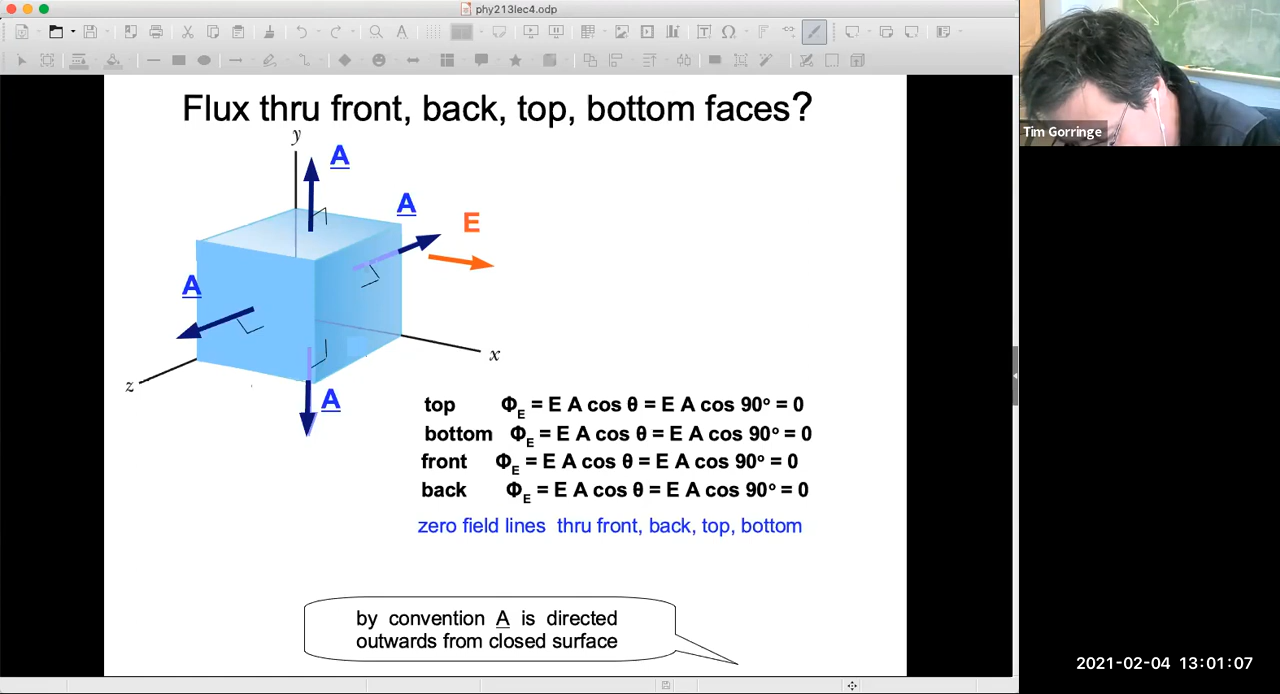 phy213lec4.odp
Flux thru front, back, top, bottom faces?
y
A
A
E
A
x
z
A
top Φ_E = E A cos θ = E A cos 90° = 0
bottom Φ_E = E A cos θ = E A cos 90° = 0
front Φ_E = E A cos θ = E A cos 90° = 0
back Φ_E = E A cos θ = E A cos 90° = 0
zero field lines thru front, back, top, bottom
by convention A is directed
outwards from closed surface
Tim Gorringe
2021-02-04 13:01:07